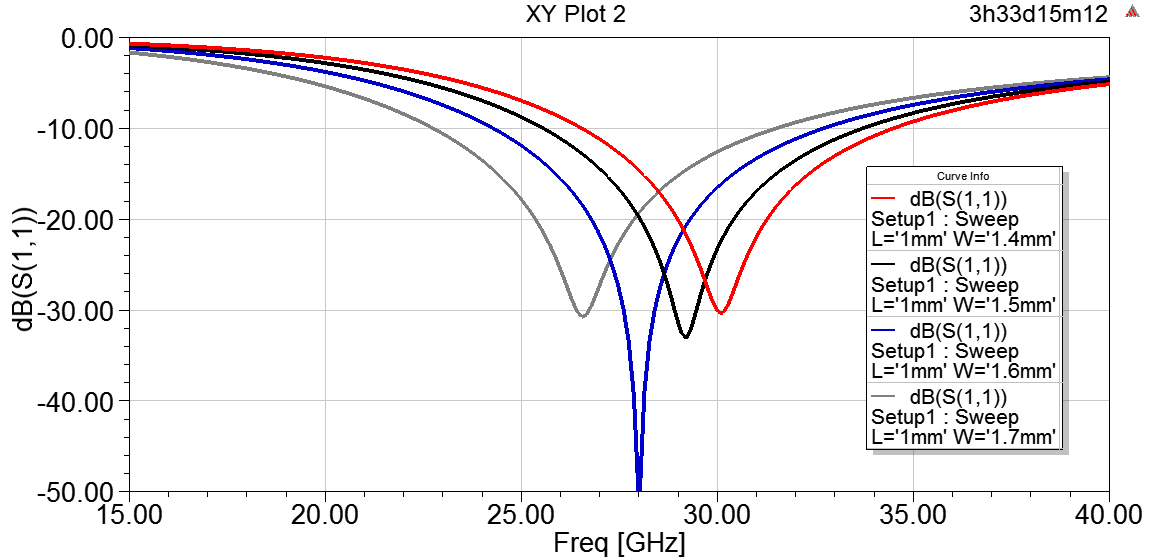 XY Plot 2
3h33d15m12
0.00
-10.00
-20.00
-30.00
-40.00
-50.00
dB(S(1,1))
15.00 20.00 25.00 30.00 35.00 40.00
Freq [GHz]
Curve Info
dB(S(1,1))
Setup1 : Sweep
L='1mm' W='1.4mm'
dB(S(1,1))
Setup1 : Sweep
L='1mm' W='1.5mm'
dB(S(1,1))
Setup1 : Sweep
L='1mm' W='1.6mm'
dB(S(1,1))
Setup1 : Sweep
L='1mm' W='1.7mm'